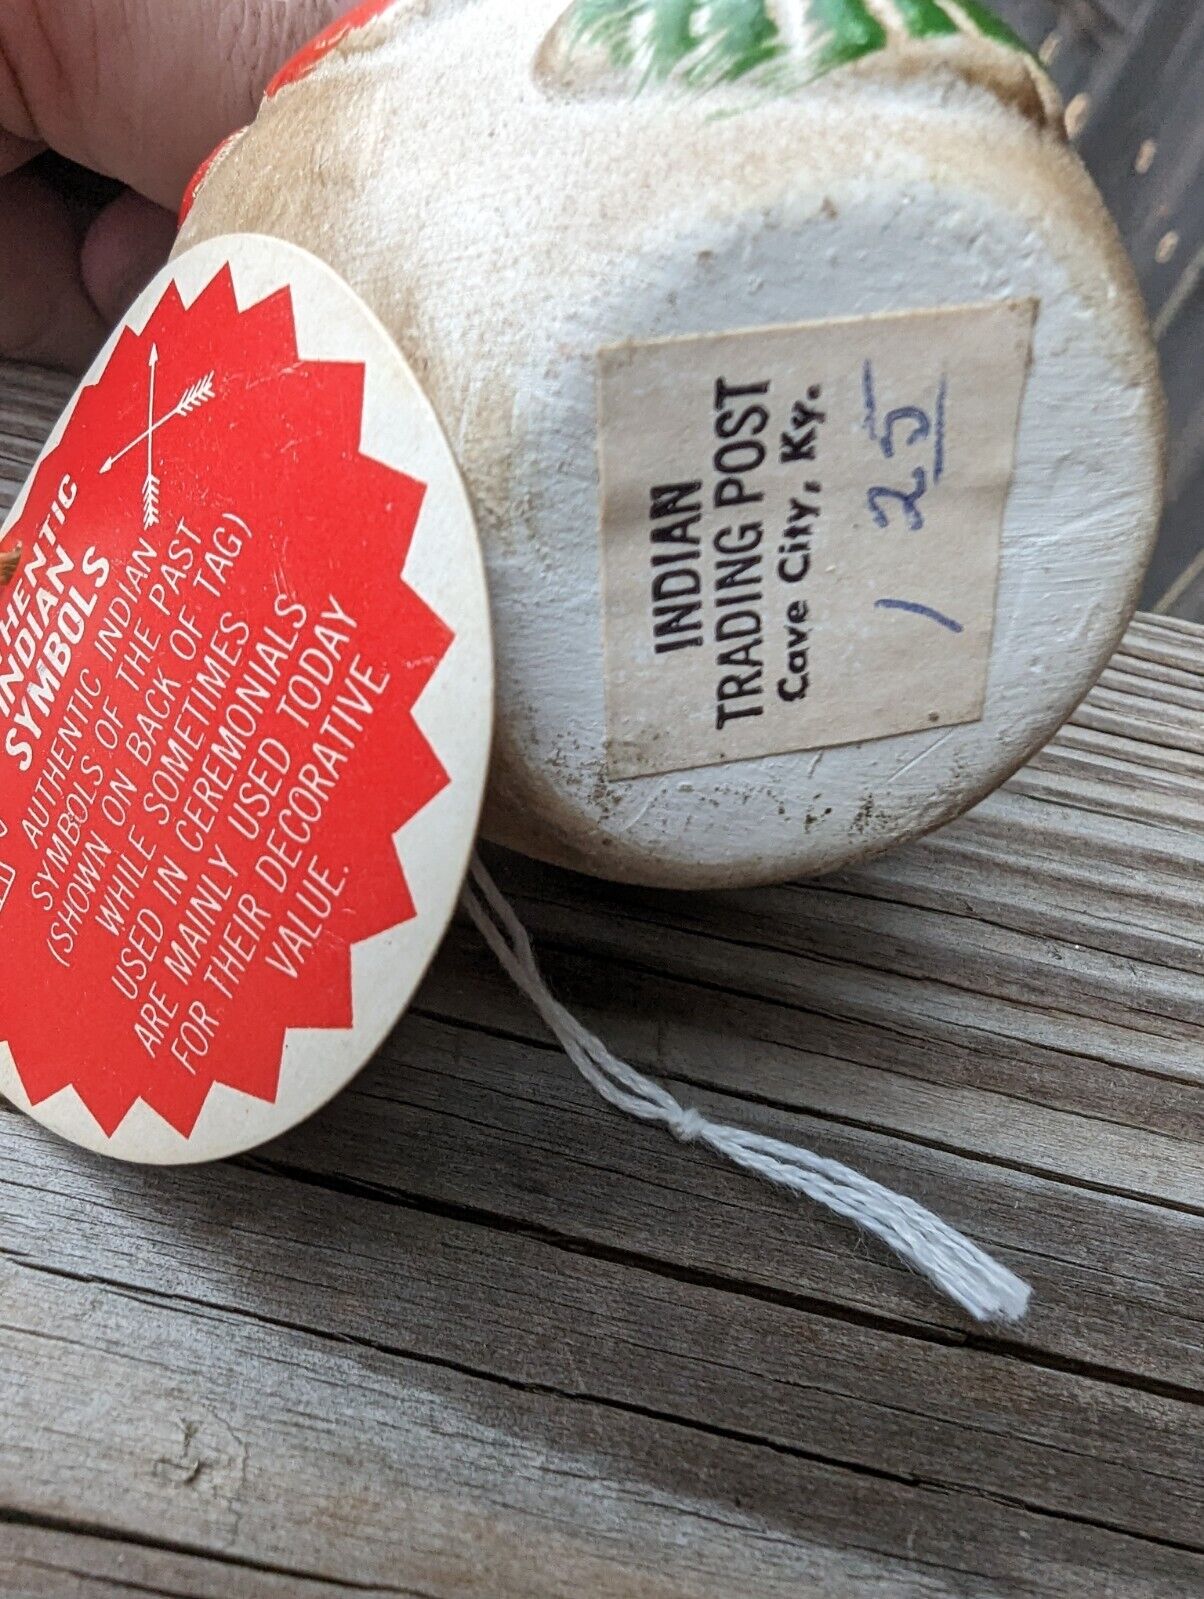 INDIAN
SYMBOLS
AUTHENTIC INDIAN
SYMBOLS OF THE PAST
(SHOWN ON BACK OF TAG)
WHILE SOMETIMES
USED IN CEREMONIALS
ARE MAINLY USED TODAY
FOR THEIR DECORATIVE
VALUE.
INDIAN
TRADING POST
Cave City, Ky.
1 25